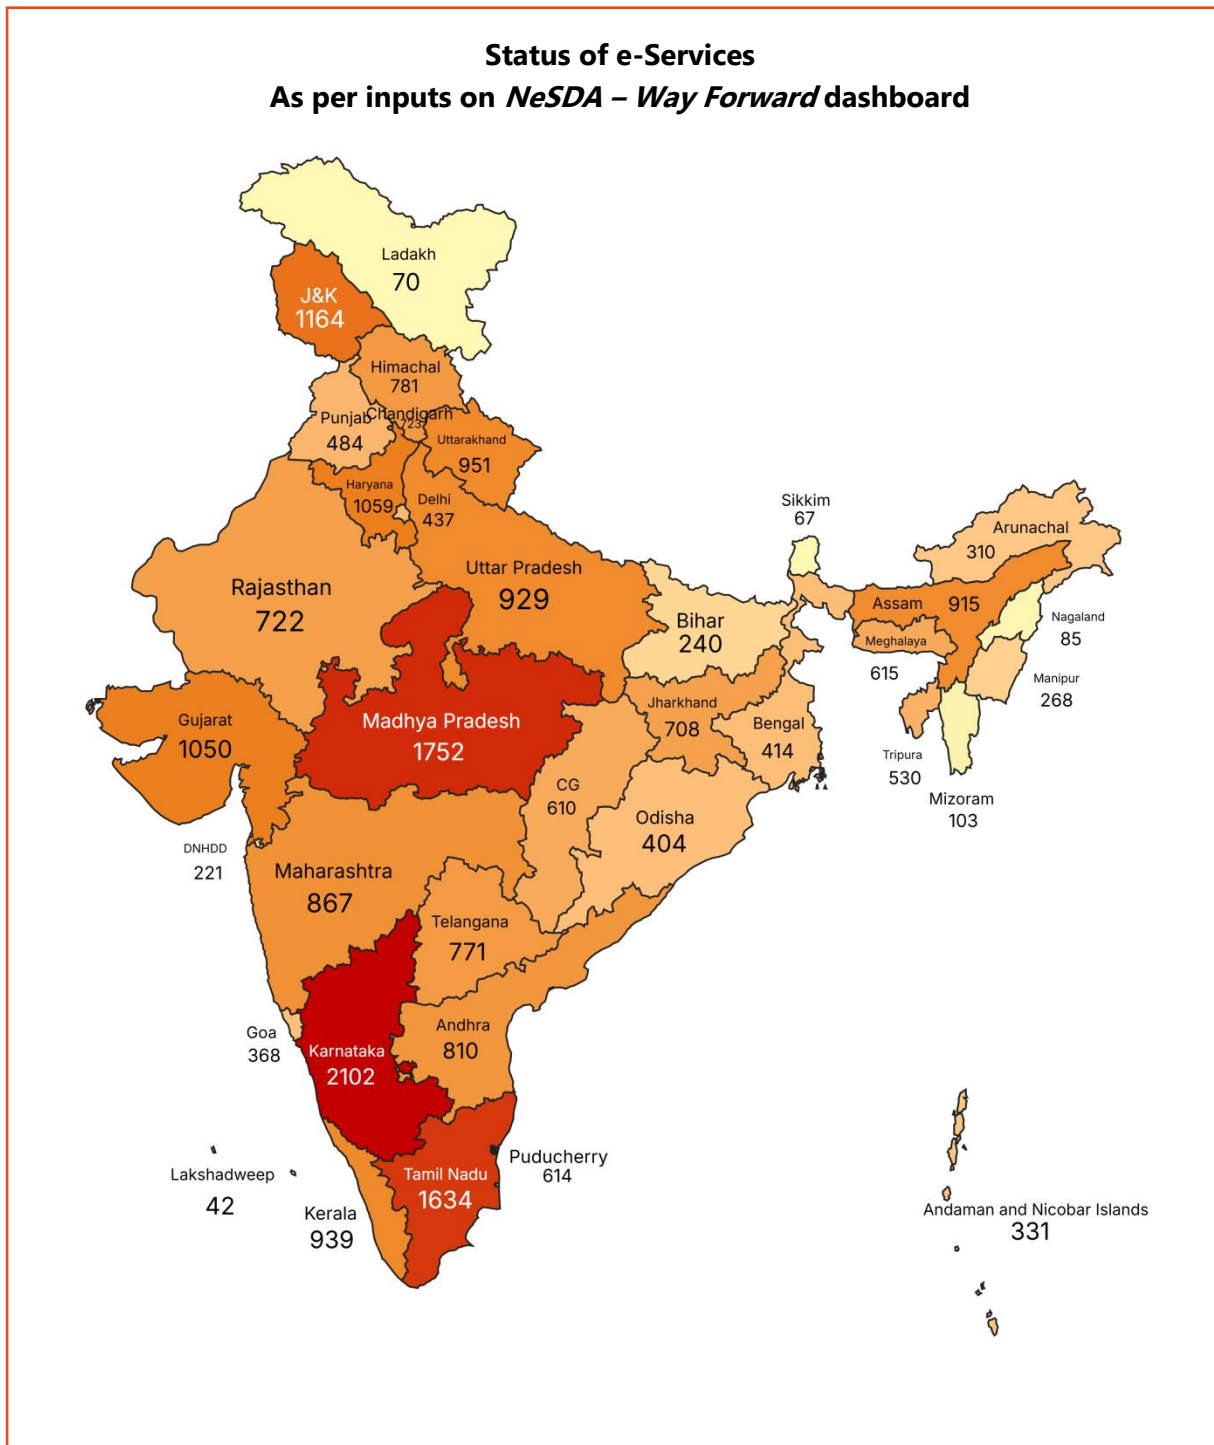 Status of e-Services
As per inputs on NeSDA – Way Forward dashboard
Ladakh
70
J&K
1164
Himachal
781
Chandigarh
723
Punjab
484
Uttarakhand
951
Haryana
1059
Delhi
437
Sikkim
67
Arunachal
310
Rajasthan
722
Uttar Pradesh
929
Assam 915
Bihar
240
Nagaland
85
Meghalaya
615
Manipur
268
Gujarat
1050
Madhya Pradesh
1752
Jharkhand
708
Bengal
414
Tripura
530
Mizoram
103
CG
610
Odisha
404
DNHDD
221
Maharashtra
867
Telangana
771
Goa
368
Karnataka
2102
Andhra
810
Lakshadweep
42
Kerala
939
Tamil Nadu
1634
Puducherry
614
Andaman and Nicobar Islands
331